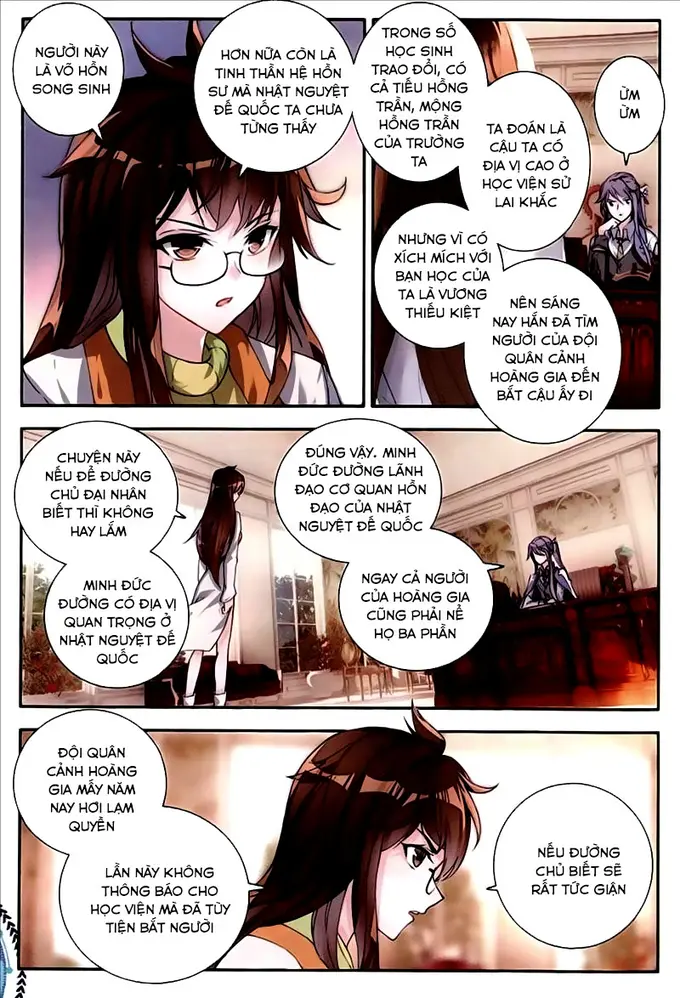 NGƯỜI NÀY
LÀ VÕ HỒN
SONG SINH
HƠN NỮA CÒN LÀ
TINH THẦN HỆ HỒN
SƯ MÀ NHẬT NGUYỆT
ĐẾ QUỐC TA CHƯA
TỪNG THẤY
TRONG SỐ
HỌC SINH
TRAO ĐỔI, CÓ
CẢ TIẾU HỒNG
TRẦN, MỘNG
HỒNG TRẦN
CỦA TRƯỜNG
TA
TA ĐOÁN LÀ
CẬU TA CÓ
ĐỊA VỊ CAO Ở
HỌC VIỆN SỬ
LAI KHẮC
ỪM
ỪM
NHƯNG VÌ CÓ
XÍCH MÍCH VỚI
BẠN HỌC CỦA
TA LÀ VƯƠNG
THIẾU KIỆT
NÊN SÁNG
NAY HẮN ĐÃ TÌM
NGƯỜI CỦA ĐỘI
QUÂN CẢNH
HOÀNG GIA ĐẾN
BẮT CẬU ẤY ĐI
CHUYỆN NÀY
NẾU ĐỂ ĐƯỜNG
CHỦ ĐẠI NHÂN
BIẾT THÌ KHÔNG
HAY LẮM
MINH ĐỨC
ĐƯỜNG CÓ ĐỊA VỊ
QUAN TRỌNG Ở
NHẬT NGUYỆT ĐẾ
QUỐC
ĐÚNG VẬY. MINH
ĐỨC ĐƯỜNG LÃNH
ĐẠO CƠ QUAN HỒN
ĐẠO CỦA NHẬT
NGUYỆT ĐẾ QUỐC
NGAY CẢ NGƯỜI
CỦA HOÀNG GIA
CŨNG PHẢI NỂ
HỌ BA PHẦN
ĐỘI QUÂN
CẢNH HOÀNG
GIA MẤY NĂM
NAY HƠI LẠM
QUYỀN
LẦN NÀY KHÔNG
THÔNG BÁO CHO
HỌC VIỆN MÀ ĐÃ TÙY
TIỆN BẮT NGƯỜI
NẾU ĐƯỜNG
CHỦ BIẾT SẼ
RẤT TỨC GIẬN